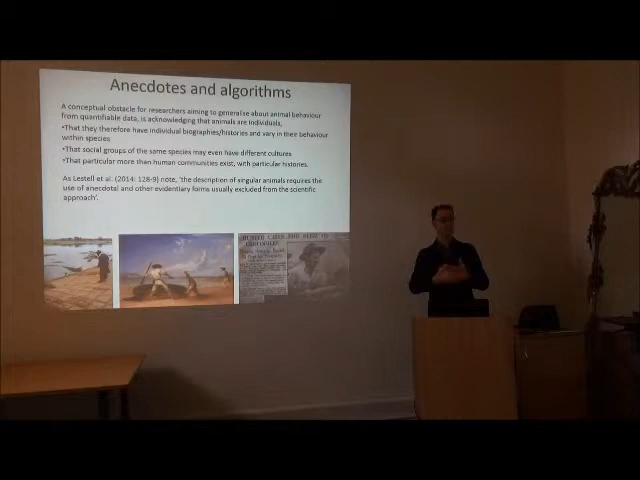 Anecdotes and algorithms
A conceptual obstacle for researchers aiming to generalise about animal behaviour
from quantifiable data, is acknowledging that animals are individuals,
•That they therefore have individual biographies/histories and vary in their behaviour
within species
•That social groups of the same species may even have different cultures
•That particular more than human communities exist, with particular histories.
As Lestell et al. (2014: 128-9) note, 'the description of singular animals requires the
use of anecdotal and other evidentiary forms usually excluded from the scientific
approach'.